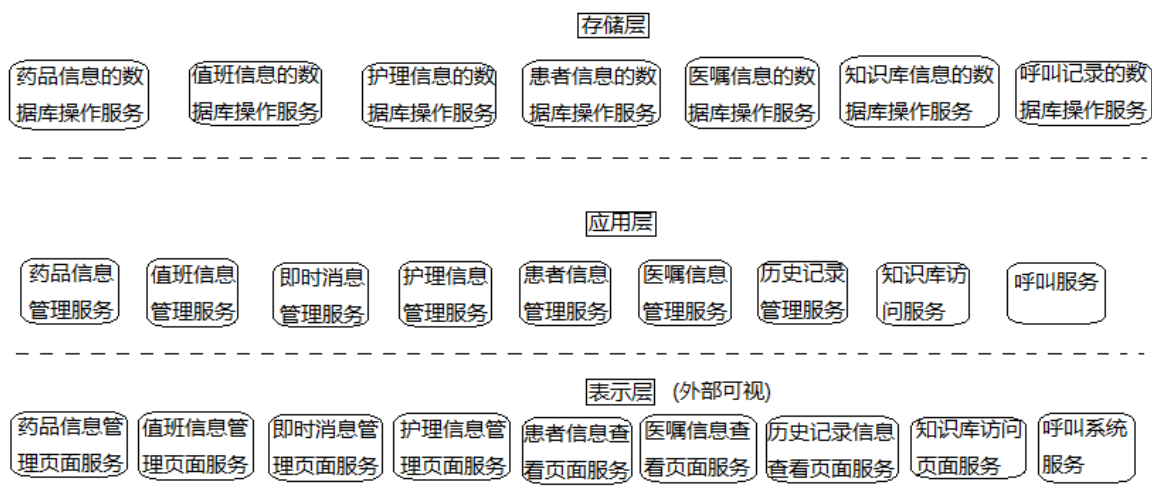 存储层
药品信息的数
据库操作服务
值班信息的数
据库操作服务
护理信息的数
据库操作服务
患者信息的数
据库操作服务
医嘱信息的数
据库操作服务
知识库信息的数
据库操作服务
呼叫记录的数
据库操作服务
应用层
药品信息
管理服务
值班信息
管理服务
即时消息
管理服务
护理信息
管理服务
患者信息
管理服务
医嘱信息
管理服务
历史记录
管理服务
知识库访
问服务
呼叫服务
表示层 (外部可视)
药品信息管
理页面服务
值班信息管
理页面服务
即时消息管
理页面服务
护理信息管
理页面服务
患者信息查
看页面服务
医嘱信息查
看页面服务
历史记录信息
查看页面服务
知识库访问
页面服务
呼叫系统
服务